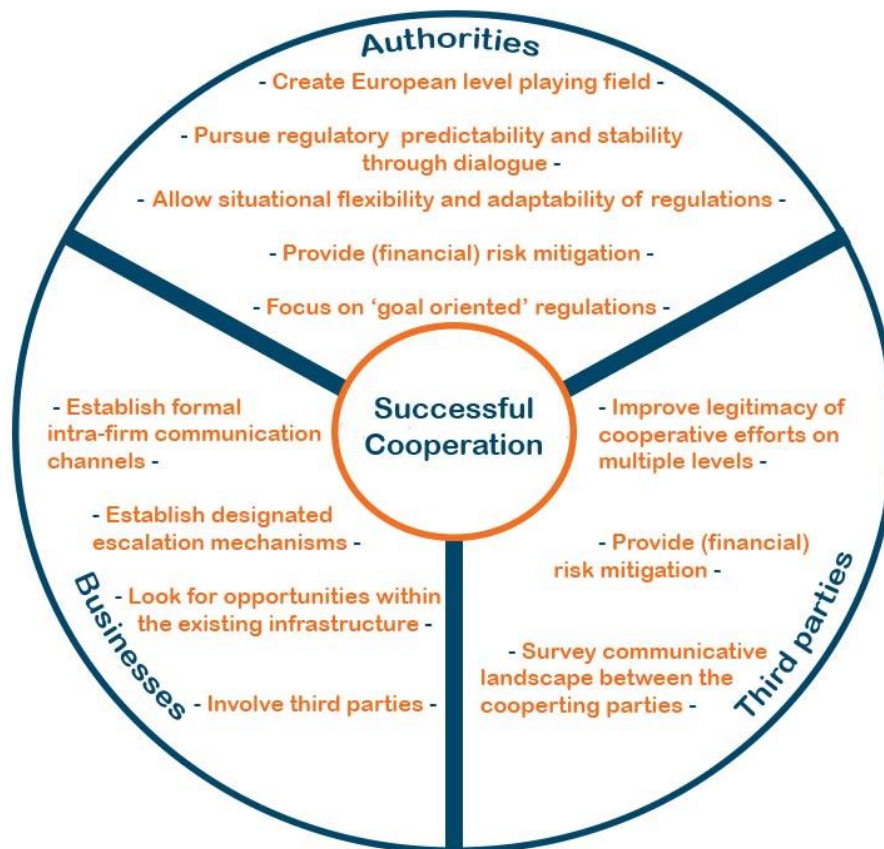 Authorities
- Create European level playing field -
- Pursue regulatory predictability and stability
through dialogue -
- Allow situational flexibility and adaptability of regulations -
- Provide (financial) risk mitigation -
- Focus on ‘goal oriented’ regulations -
Successful
Cooperation
Businesses
- Establish formal
intra-firm communication
channels -
- Establish designated
escalation mechanisms -
- Look for opportunities within
the existing infrastructure -
- Involve third parties -
Third parties
- Improve legitimacy of
cooperative efforts on
multiple levels -
- Provide (financial)
risk mitigation -
- Survey communicative
landscape between the
cooperting parties -